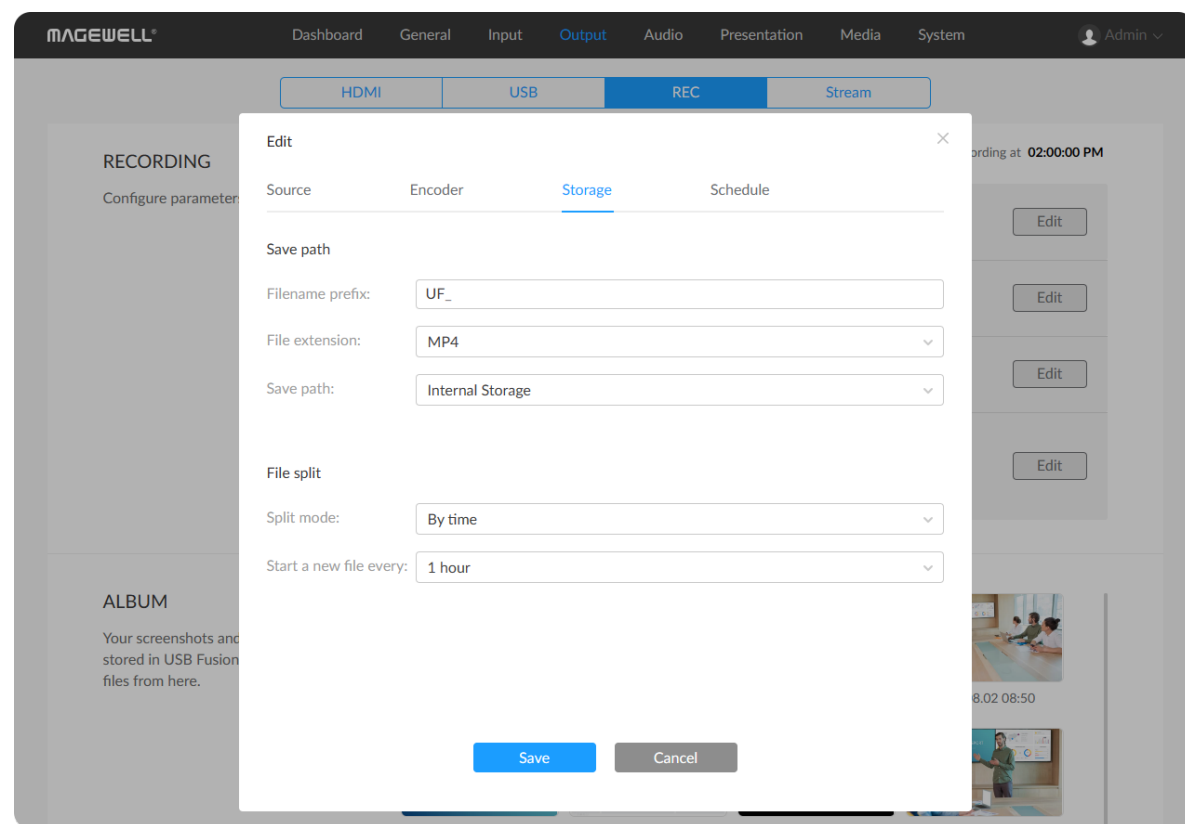 MAGEWELL®
Dashboard General Input Output Audio Presentation Media System Admin
HDMI USB REC Stream
RECORDING
Configure parameter
ording at 02:00:00 PM
Edit
Edit
Edit
Edit
Edit
Source Encoder Storage Schedule
Save path
Filename prefix: UF_
File extension: MP4
Save path: Internal Storage
File split
Split mode: By time
Start a new file every: 1 hour
Save Cancel
ALBUM
Your screenshots and
stored in USB Fusion
files from here.
8.02 08:50